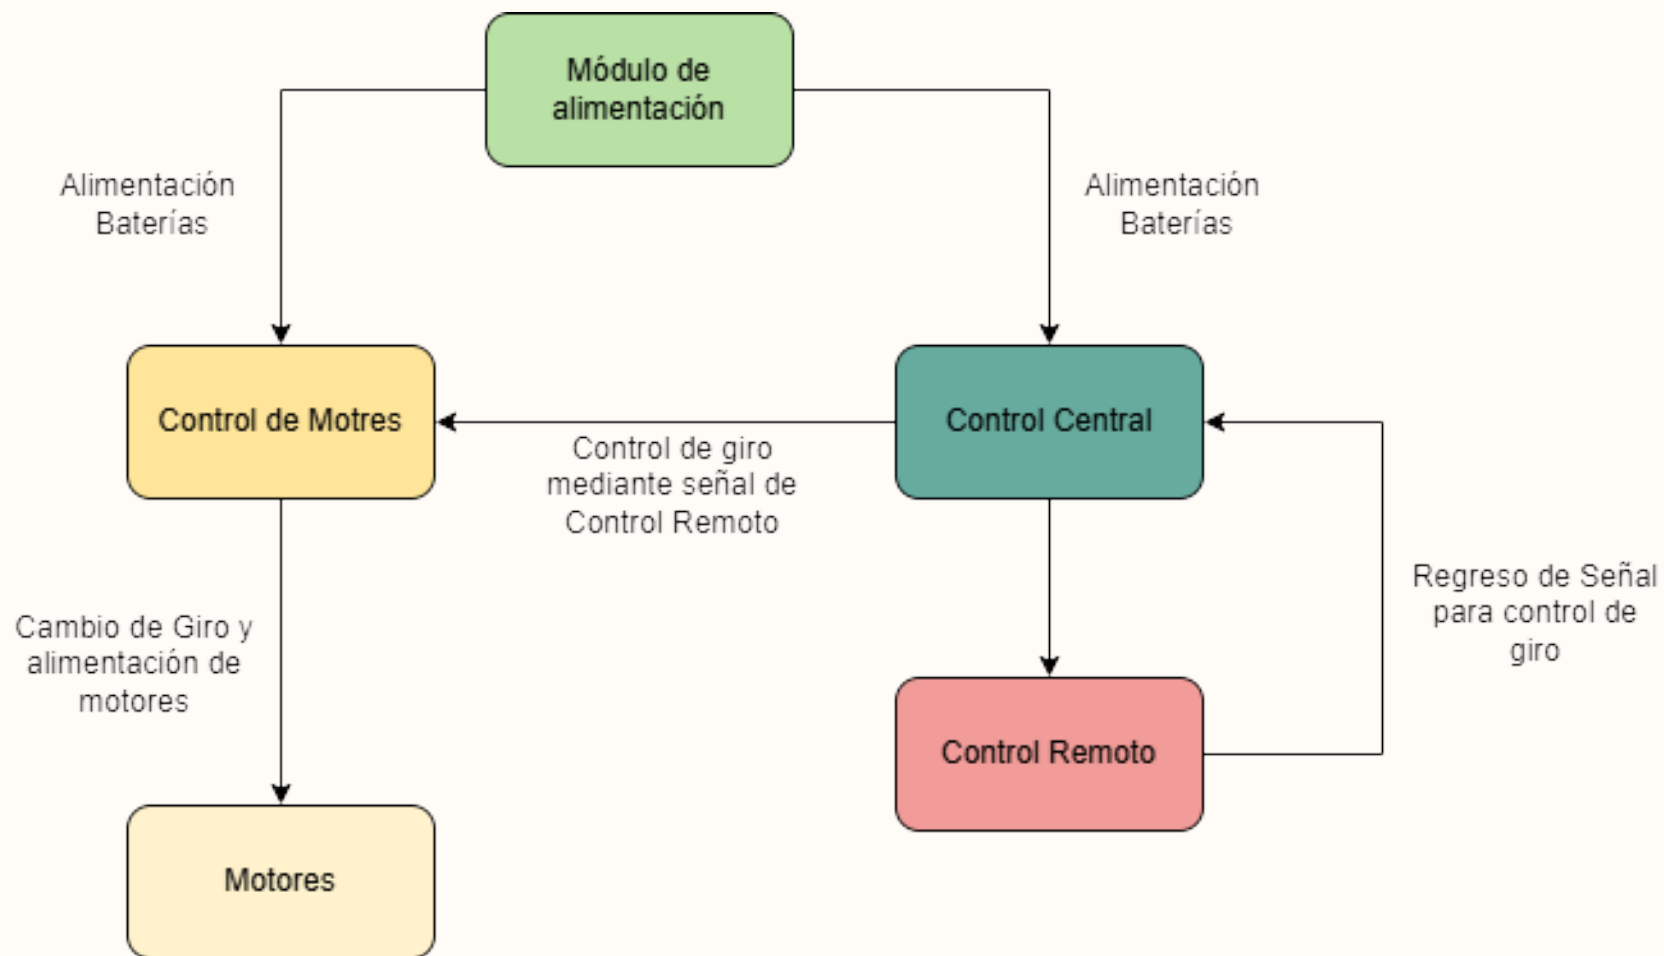 Módulo de
alimentación
Alimentación
Baterías
Alimentación
Baterías
Control de Motres
Control de giro
mediante señal de
Control Remoto
Control Central
Cambio de Giro y
alimentación de
motores
Regreso de Señal
para control de
giro
Control Remoto
Motores